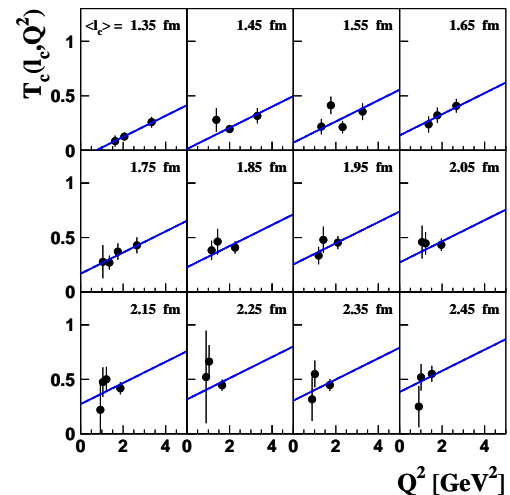 T_c(l_c,Q^2)
<l_c> = 1.35 fm 1.45 fm 1.55 fm 1.65 fm
1
0.5
0
1.75 fm 1.85 fm 1.95 fm 2.05 fm
1
0.5
0
2.15 fm 2.25 fm 2.35 fm 2.45 fm
1
0.5
0
0 2 4 0 2 4 0 2 4 0 2 4
Q^2 [GeV^2]